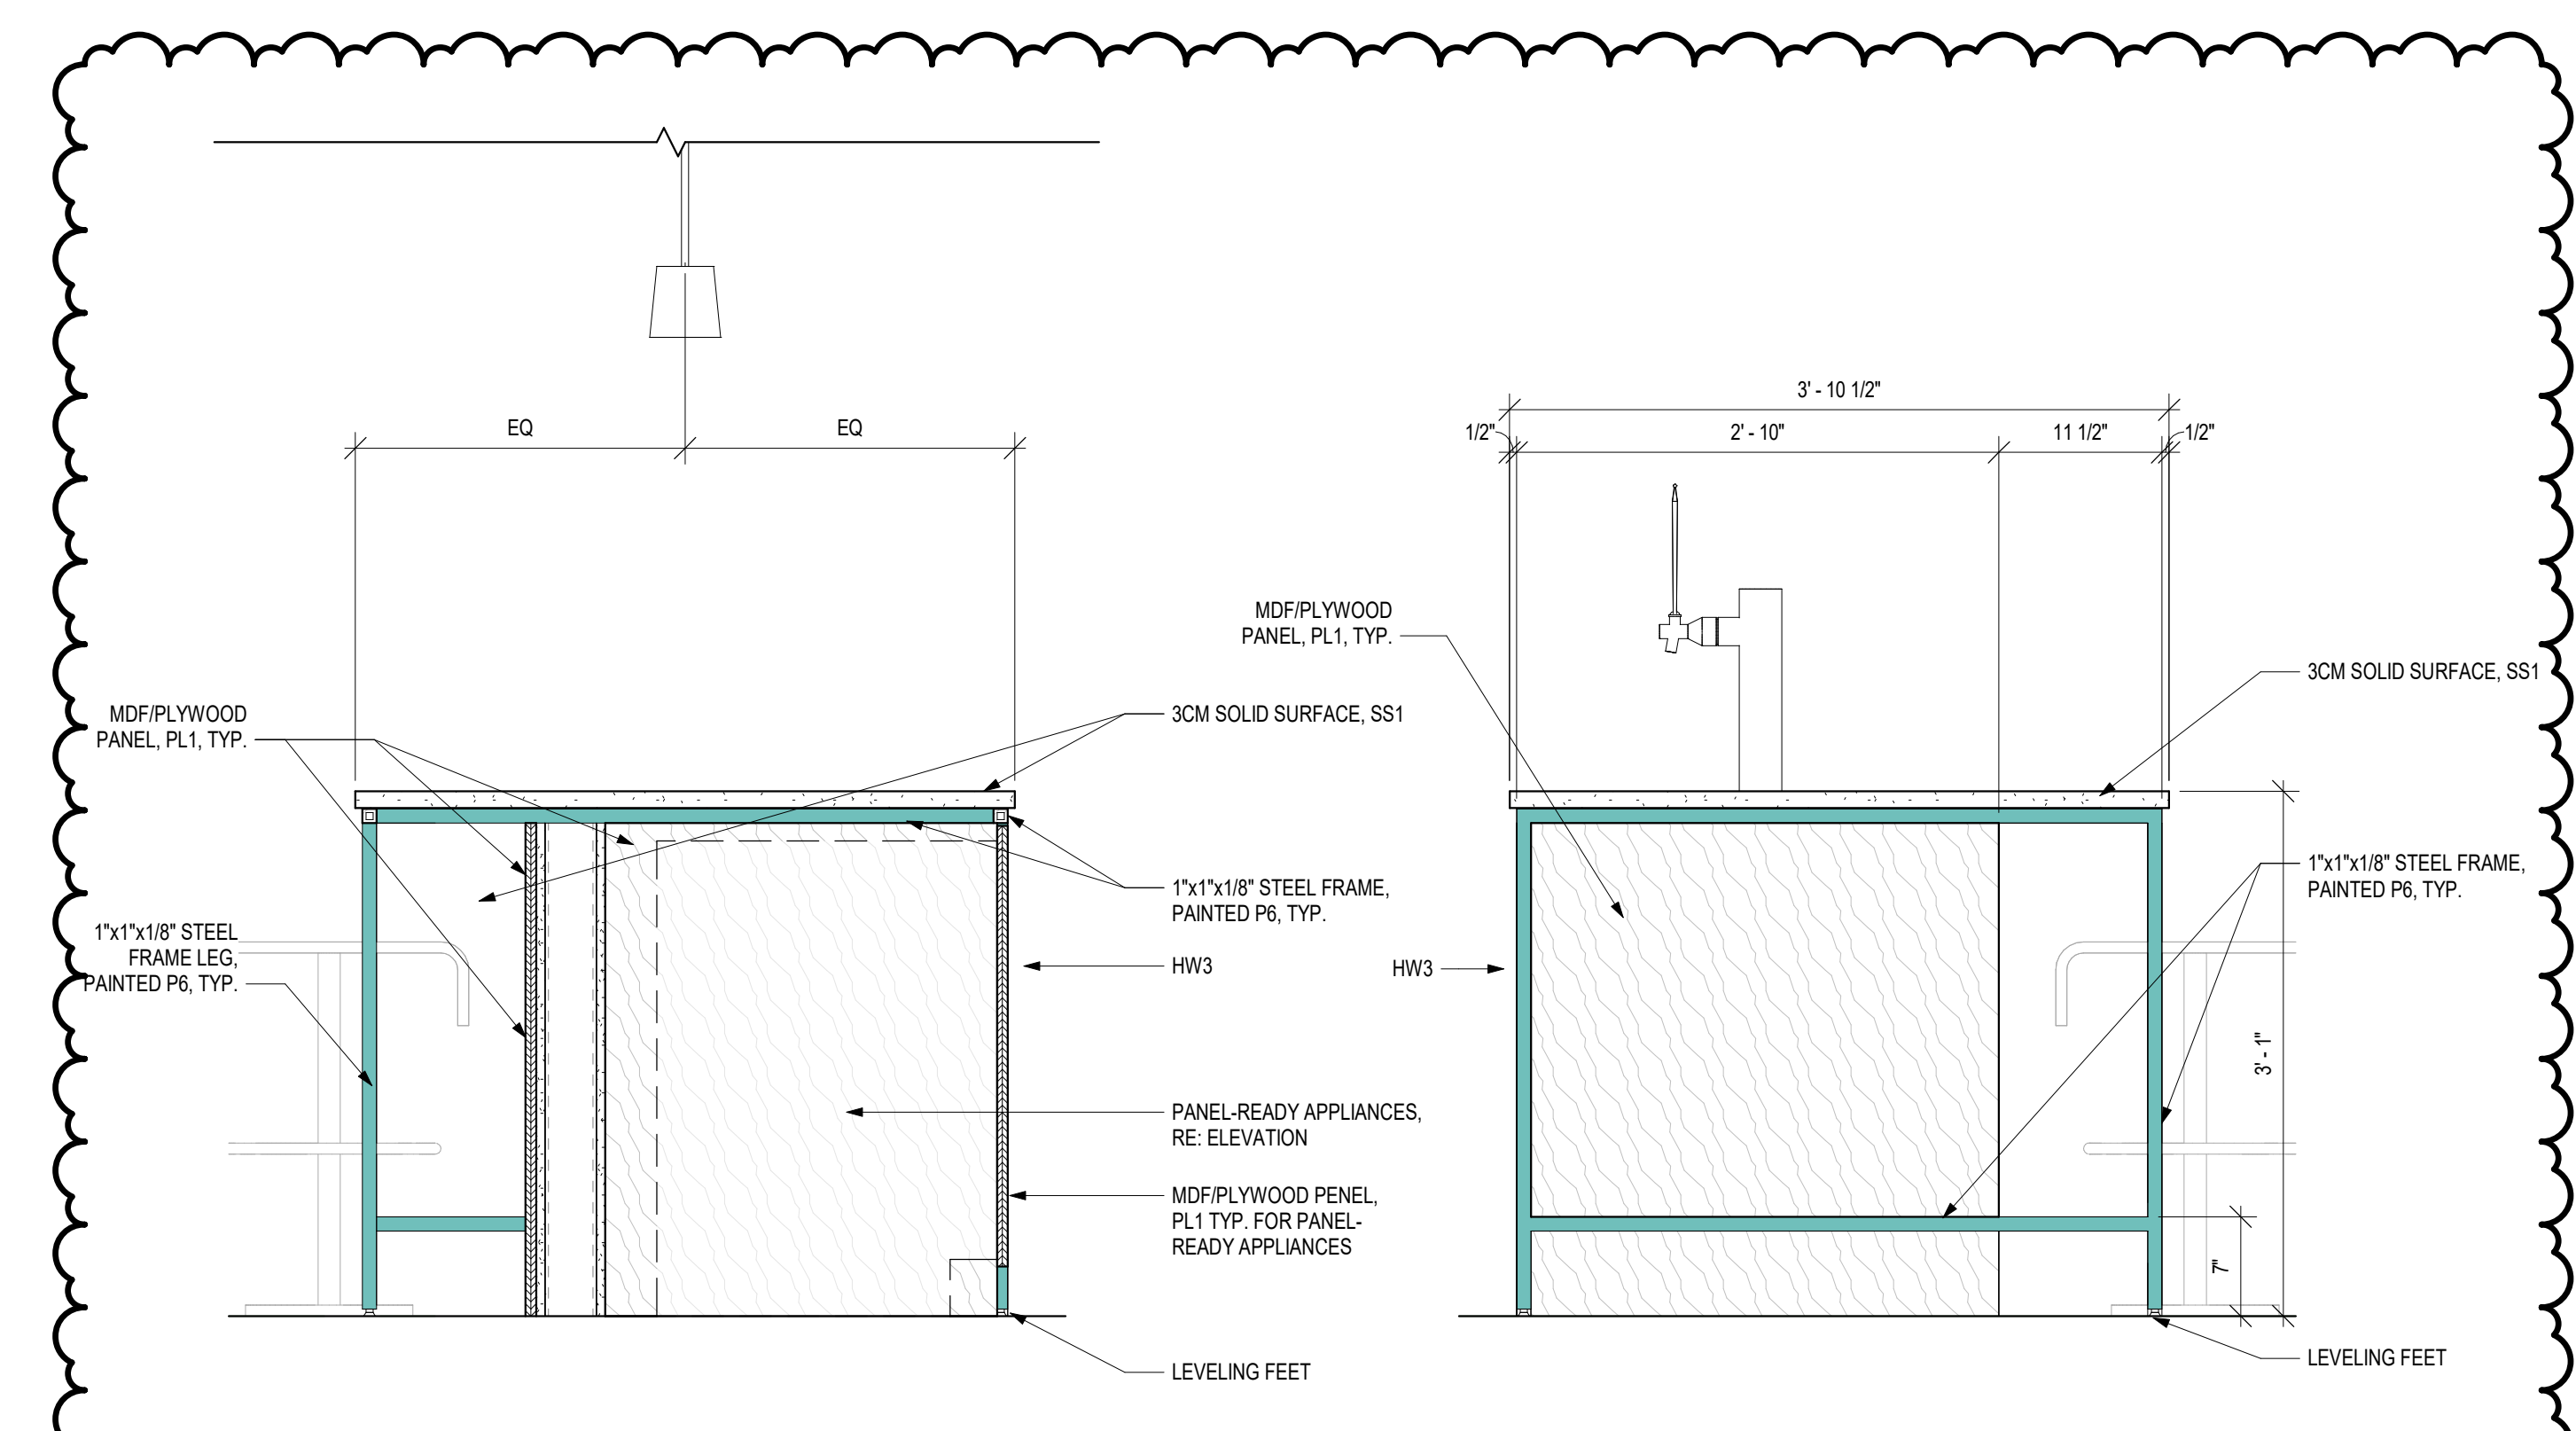 EQ
EQ
MDF/PLYWOOD
PANEL, PL1, TYP.
1"x1"x1/8" STEEL
FRAME LEG,
PAINTED P6, TYP.
3CM SOLID SURFACE, SS1
1"x1"x1/8" STEEL FRAME,
PAINTED P6, TYP.
HW3
PANEL-READY APPLIANCES,
RE: ELEVATION
MDF/PLYWOOD PENEL,
PL1 TYP. FOR PANEL-
READY APPLIANCES
LEVELING FEET
3' - 10 1/2"
1/2"
2' - 10"
11 1/2"
1/2"
MDF/PLYWOOD
PANEL, PL1, TYP.
HW3
3CM SOLID SURFACE, SS1
1"x1"x1/8" STEEL FRAME,
PAINTED P6, TYP.
3' - 1"
7"
LEVELING FEET